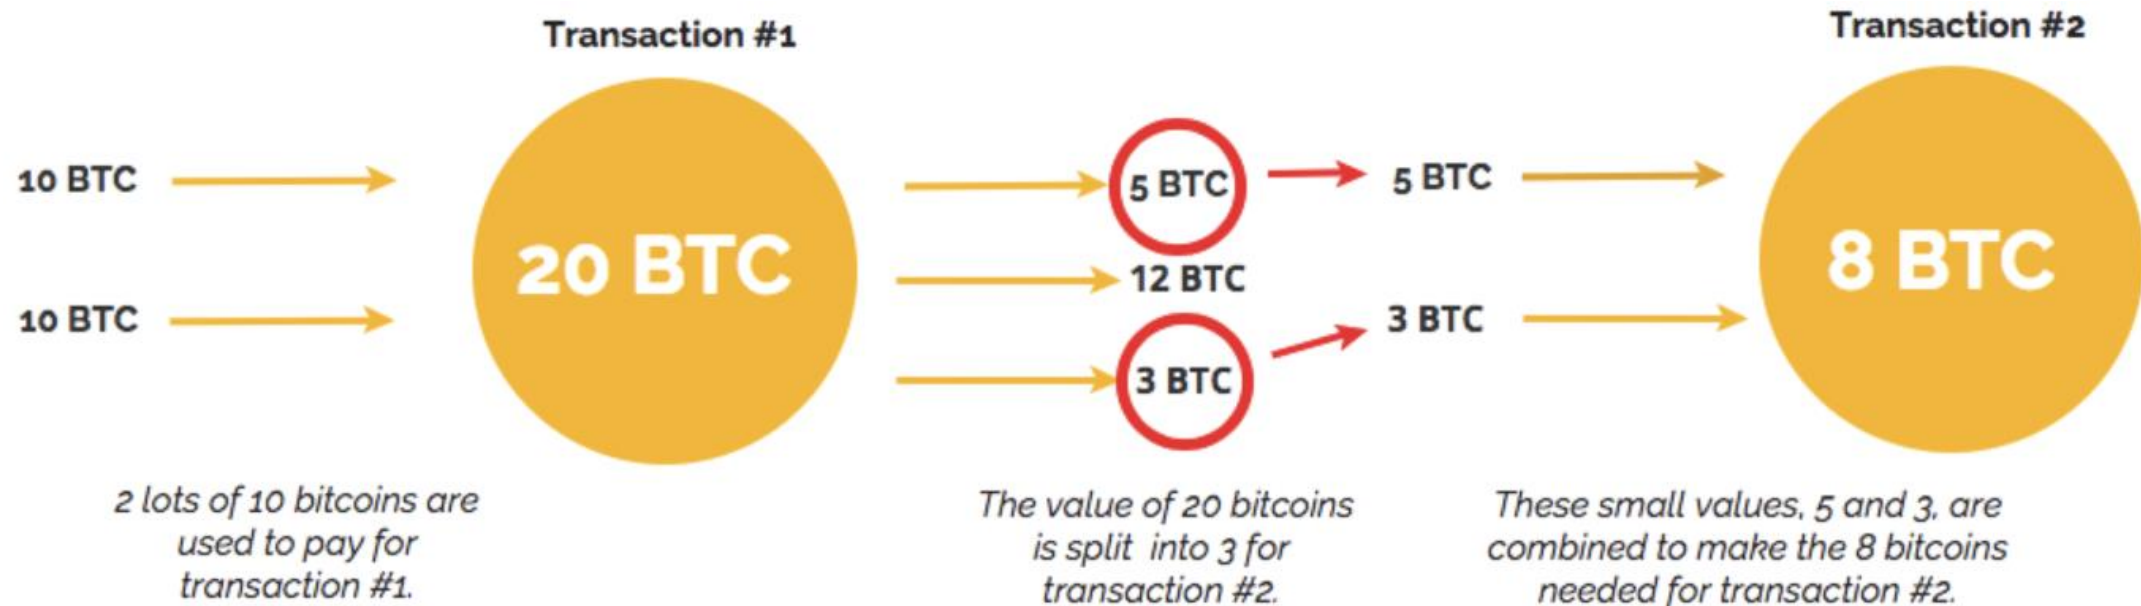 Transaction #1
Transaction #2
10 BTC
10 BTC
20 BTC
5 BTC
12 BTC
3 BTC
5 BTC
3 BTC
8 BTC
2 lots of 10 bitcoins are
used to pay for
transaction #1.
The value of 20 bitcoins
is split into 3 for
transaction #2.
These small values, 5 and 3, are
combined to make the 8 bitcoins
needed for transaction #2.